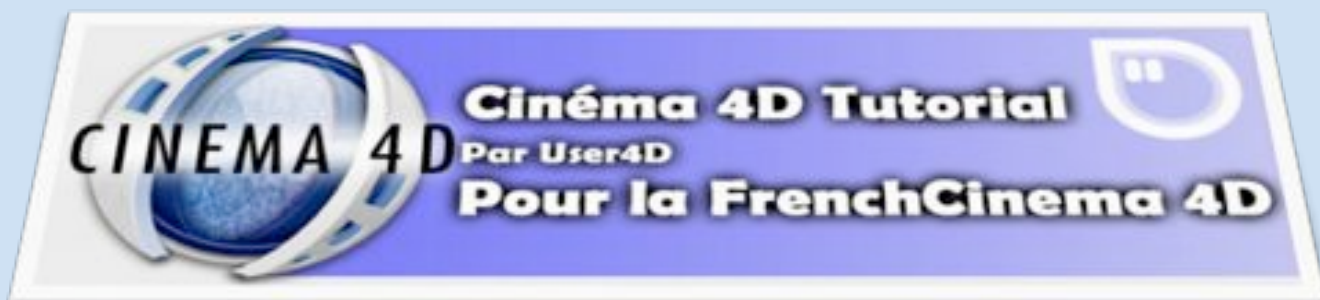 CINEMA 4D
Cinéma 4D Tutorial
Par User4D
Pour la FrenchCinema 4D